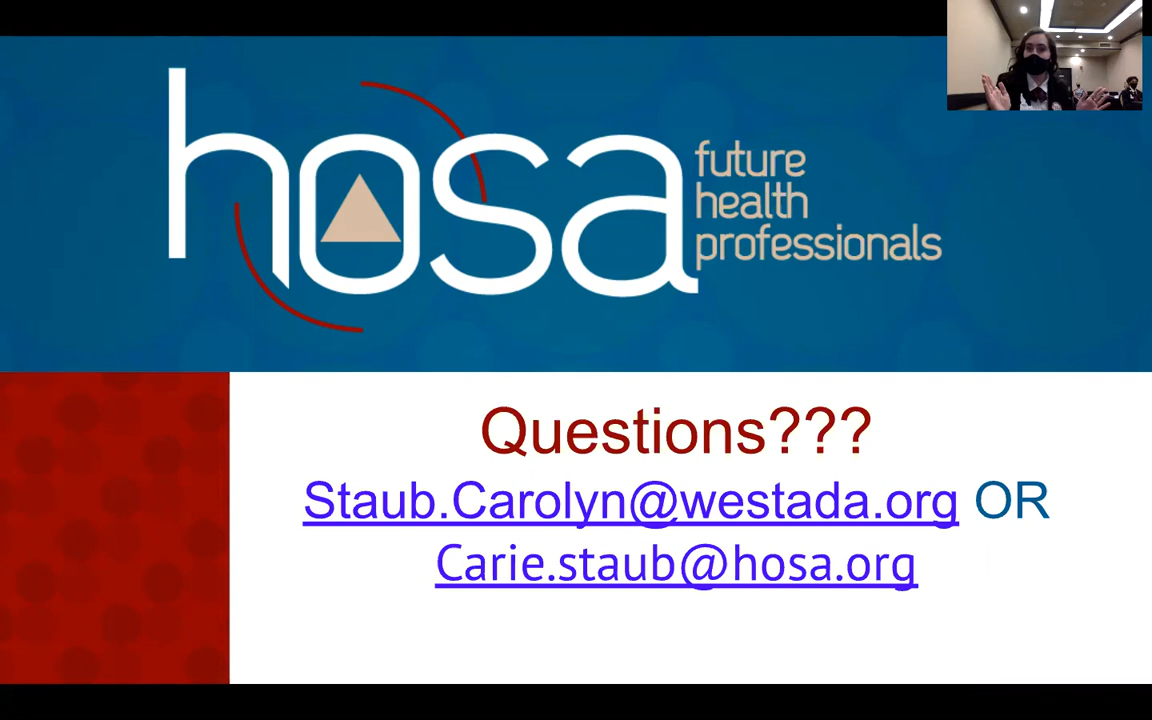 hosa
future
health
professionals
Questions???
Staub.Carolyn@westada.org OR
Carie.staub@hosa.org